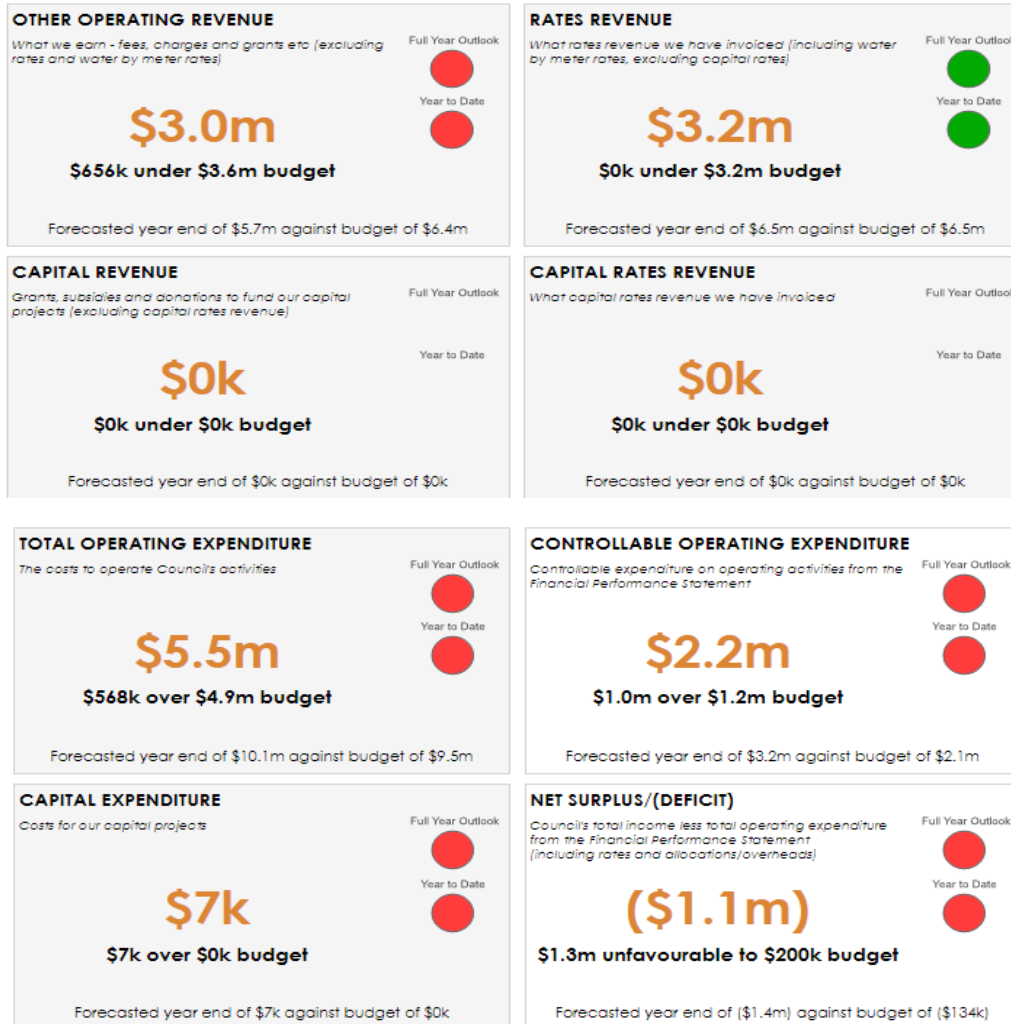 OTHER OPERATING REVENUE
What we earn - fees, charges and grants etc (excluding
rates and water by meter rates)
Full Year Outlook
Year to Date
$3.0m
$656k under $3.6m budget
Forecasted year end of $5.7m against budget of $6.4m
RATES REVENUE
What rates revenue we have invoiced (including water
by meter rates, excluding capital rates)
Full Year Outlook
Year to Date
$3.2m
$0k under $3.2m budget
Forecasted year end of $6.5m against budget of $6.5m
CAPITAL REVENUE
Grants, subsidies and donations to fund our capital
projects (excluding capital rates revenue)
Full Year Outlook
Year to Date
$0k
$0k under $0k budget
Forecasted year end of $0k against budget of $0k
CAPITAL RATES REVENUE
What capital rates revenue we have invoiced
Full Year Outlook
Year to Date
$0k
$0k under $0k budget
Forecasted year end of $0k against budget of $0k
TOTAL OPERATING EXPENDITURE
The costs to operate Council's activities
Full Year Outlook
Year to Date
$5.5m
$568k over $4.9m budget
Forecasted year end of $10.1m against budget of $9.5m
CONTROLLABLE OPERATING EXPENDITURE
Controllable expenditure on operating activities from the
Financial Performance Statement
Full Year Outlook
Year to Date
$2.2m
$1.0m over $1.2m budget
Forecasted year end of $3.2m against budget of $2.1m
CAPITAL EXPENDITURE
Costs for our capital projects
Full Year Outlook
Year to Date
$7k
$7k over $0k budget
Forecasted year end of $7k against budget of $0k
NET SURPLUS/(DEFICIT)
Council's total income less total operating expenditure
from the Financial Performance Statement
(including rates and allocations/overheads)
Full Year Outlook
Year to Date
($1.1m)
$1.3m unfavourable to $200k budget
Forecasted year end of ($1.4m) against budget of ($134k)